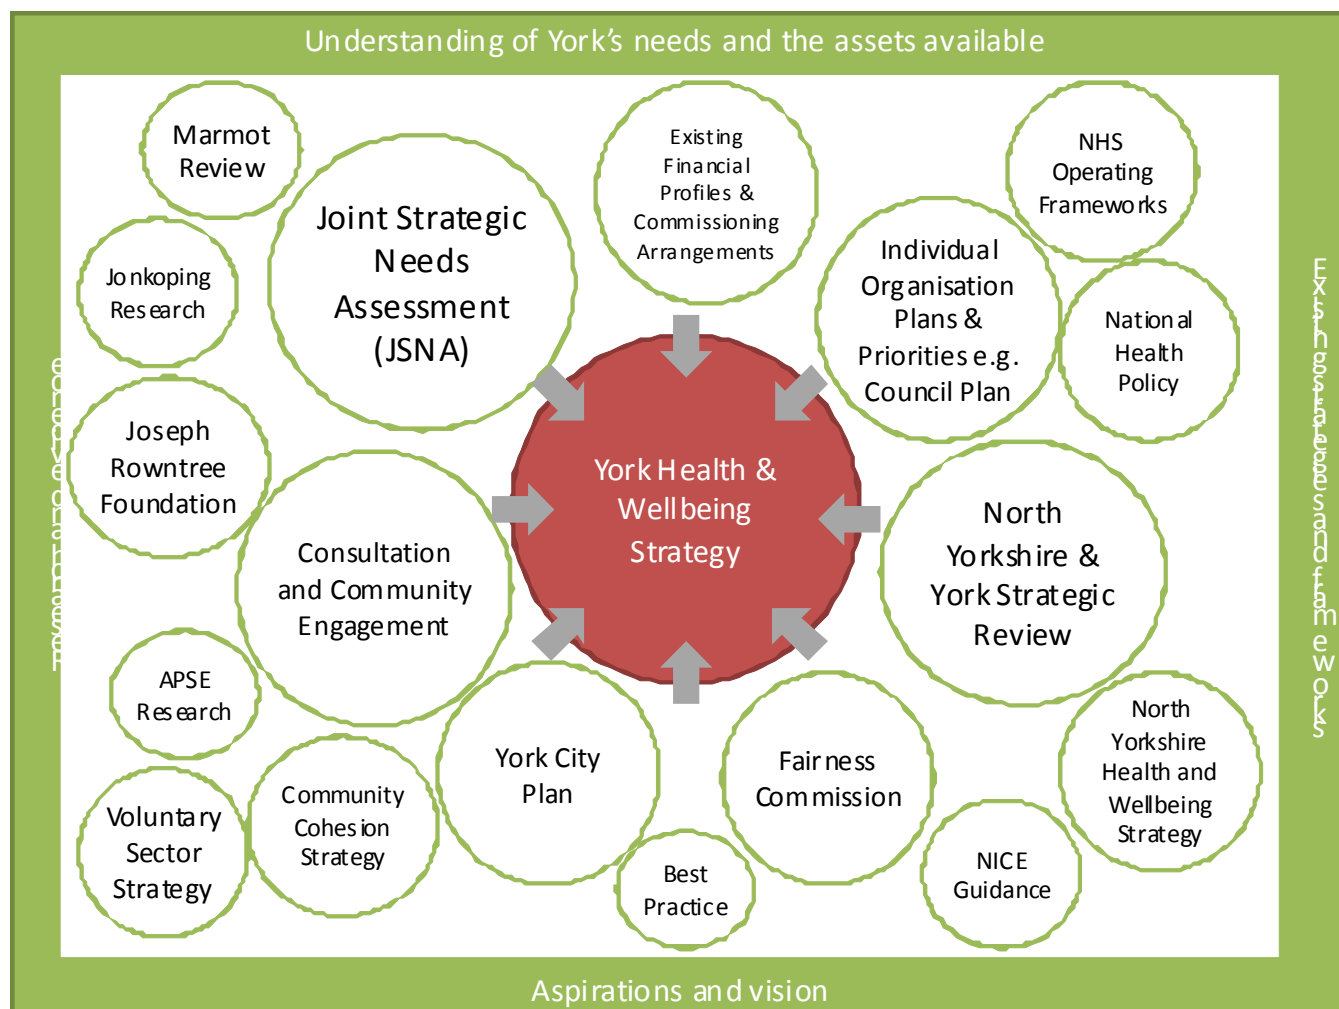 Understanding of York's needs and the assets available
Marmot
Review
Jonkoping
Research
Joseph
Rowntree
Foundation
Joint Strategic
Needs
Assessment
(JSNA)
Existing
Financial
Profiles &
Commissioning
Arrangements
Individual
Organisation
Plans &
Priorities e.g.
Council Plan
NHS
Operating
Frameworks
National
Health
Policy
York Health &
Wellbeing
Strategy
Consultation
and Community
Engagement
North
Yorkshire &
York Strategic
Review
APSE
Research
Voluntary
Sector
Strategy
Community
Cohesion
Strategy
York City
Plan
Best
Practice
Fairness
Commission
NICE
Guidance
North
Yorkshire
Health and
Wellbeing
Strategy
Existing strategies and frameworks
Aspirations and vision